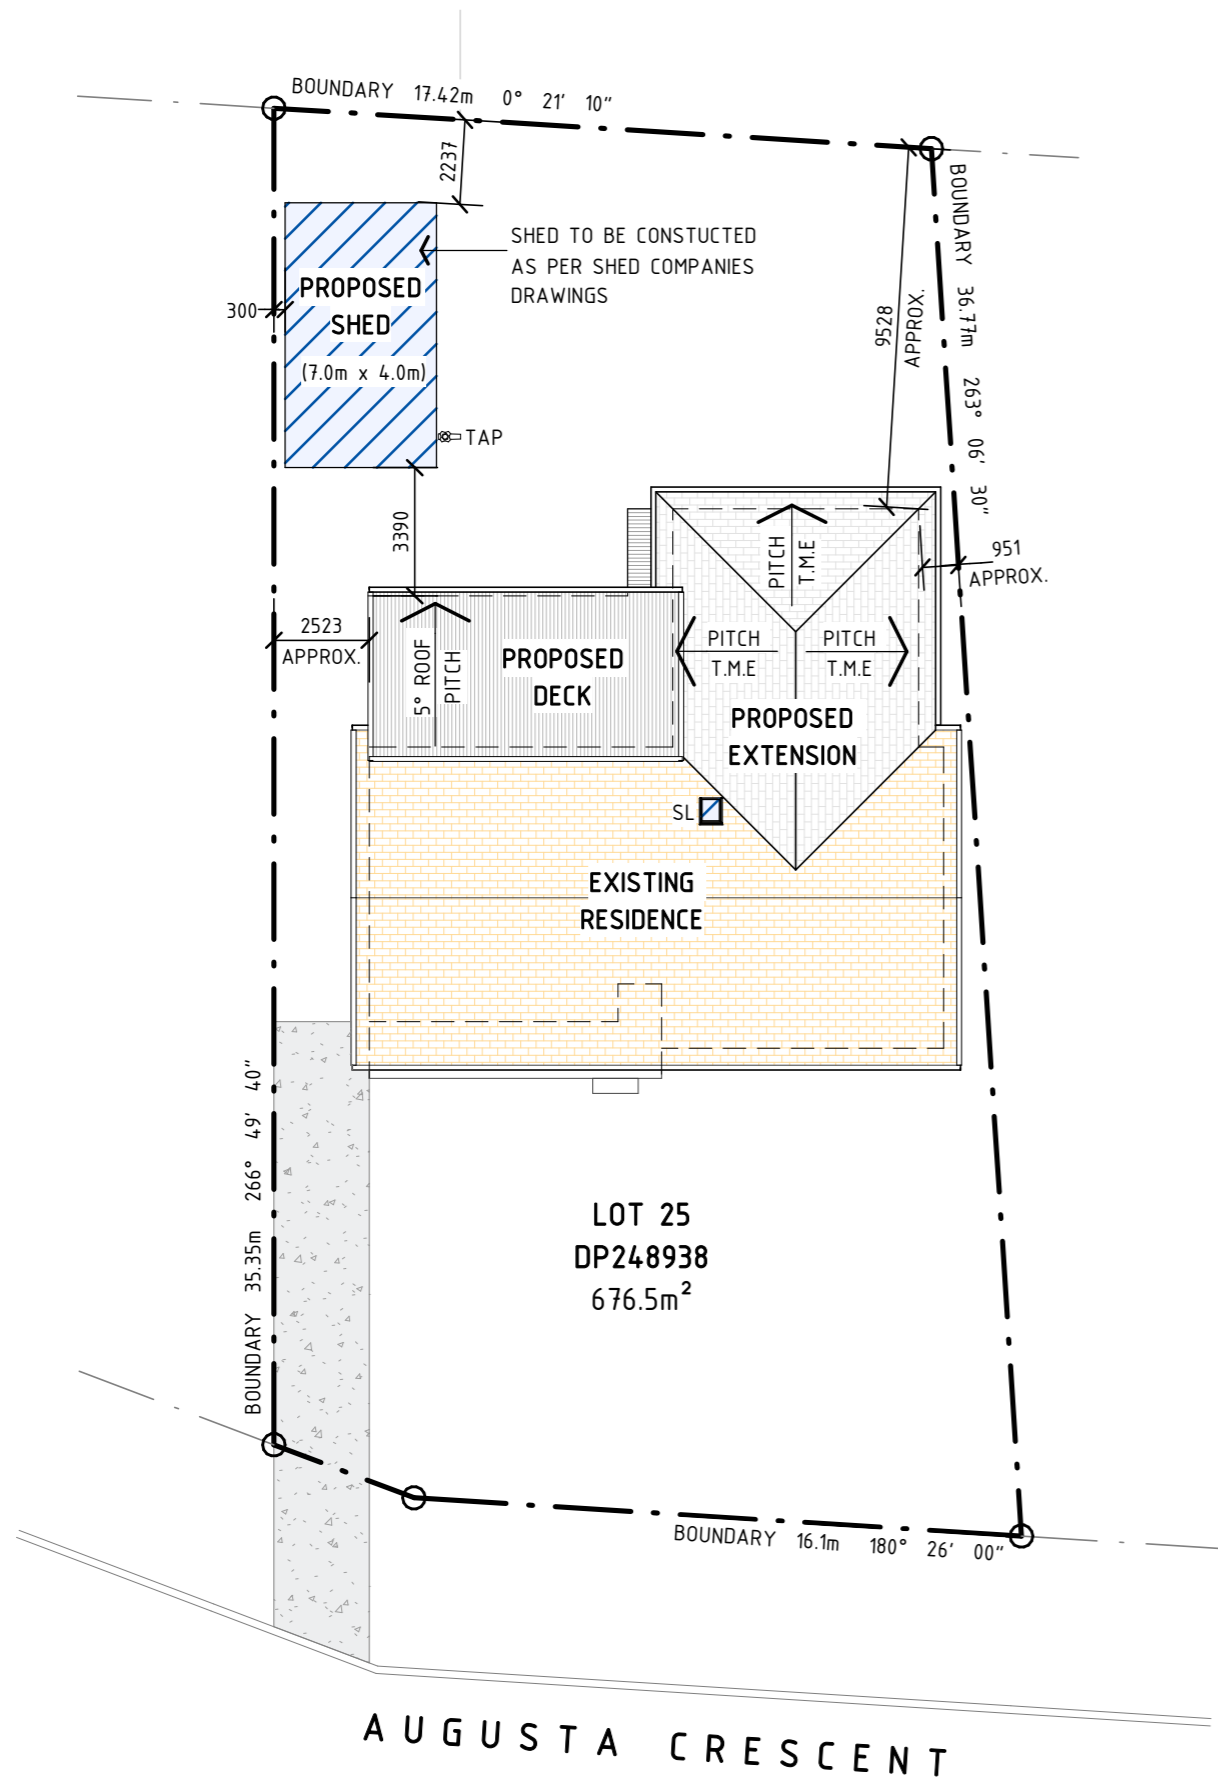 BOUNDARY 17.42m 0° 21' 10"
2237
SHED TO BE CONSTUCTED
AS PER SHED COMPANIES
DRAWINGS
PROPOSED
SHED
(7.0m x 4.0m)
300
TAP
9528
APPROX.
BOUNDARY 36.77m 263° 06' 30"
3390
951
APPROX.
PITCH
T.M.E
2523
APPROX.
5° ROOF
PITCH
PROPOSED
DECK
PITCH
T.M.E
PITCH
T.M.E
PROPOSED
EXTENSION
SL
EXISTING
RESIDENCE
BOUNDARY 35.35m 266° 49' 40"
LOT 25
DP248938
676.5m²
BOUNDARY 16.1m 180° 26' 00"
AUGUSTA CRESCENT